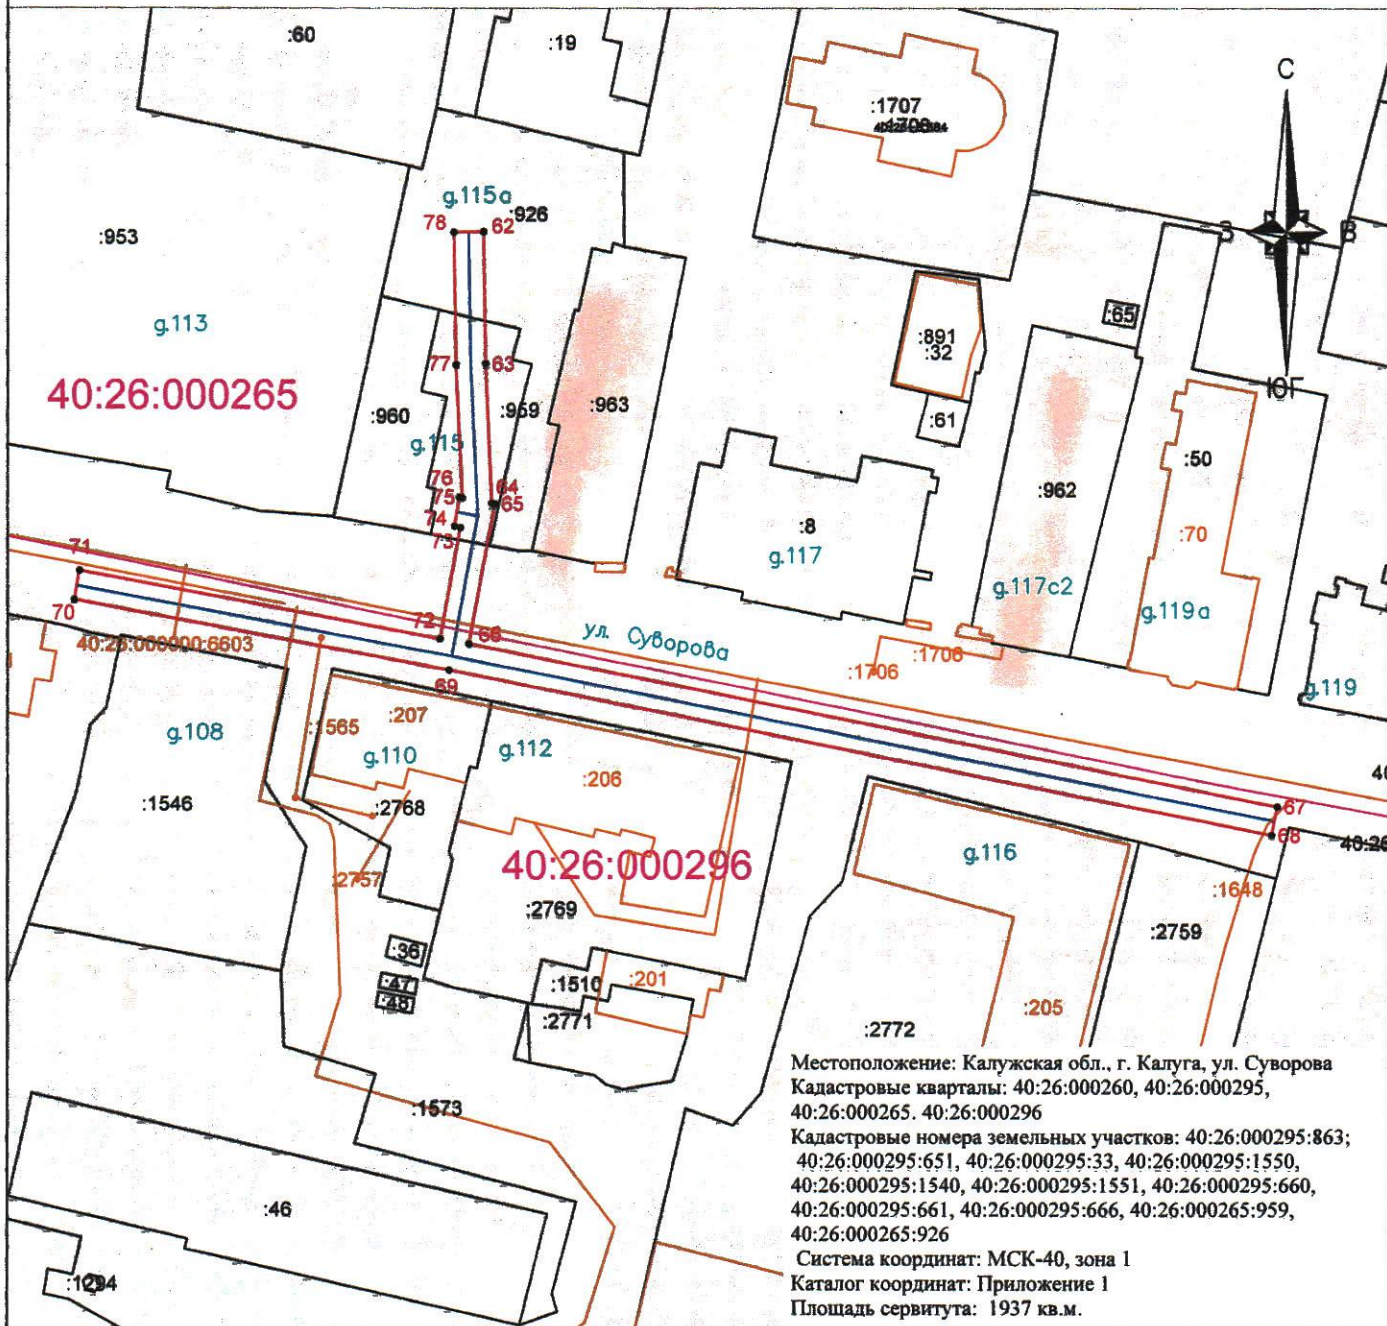 :60
:19
С
:1707
g.115а
:926
78
62
:953
З
В
g.113
:65
:891
:32
77
63
ЮГ
40:26:000265
:960
:959
:963
:61
g.115
:50
76
64
:962
75
65
74
:8
:70
73
g.117
71
g.117с2
g.119а
70
72
66
ул. Суворова
40:26:000000:6603
:1706
:1708
69
g.119
g.108
:1565
:207
g.110
g.112
:206
40
:1546
:2768
67
68
g.116
40:26
40:26:000296
:2757
:1648
:2769
:2759
:36
:47
:48
:1510
:201
:2771
:205
:2772
:1573
:46
:1294
Местоположение: Калужская обл., г. Калуга, ул. Суворова
Кадастровые кварталы: 40:26:000260, 40:26:000295,
40:26:000265. 40:26:000296
Кадастровые номера земельных участков: 40:26:000295:863;
40:26:000295:651, 40:26:000295:33, 40:26:000295:1550,
40:26:000295:1540, 40:26:000295:1551, 40:26:000295:660,
40:26:000295:661, 40:26:000295:666, 40:26:000265:959,
40:26:000265:926
Система координат: МСК-40, зона 1
Каталог координат: Приложение 1
Площадь сервитута: 1937 кв.м.